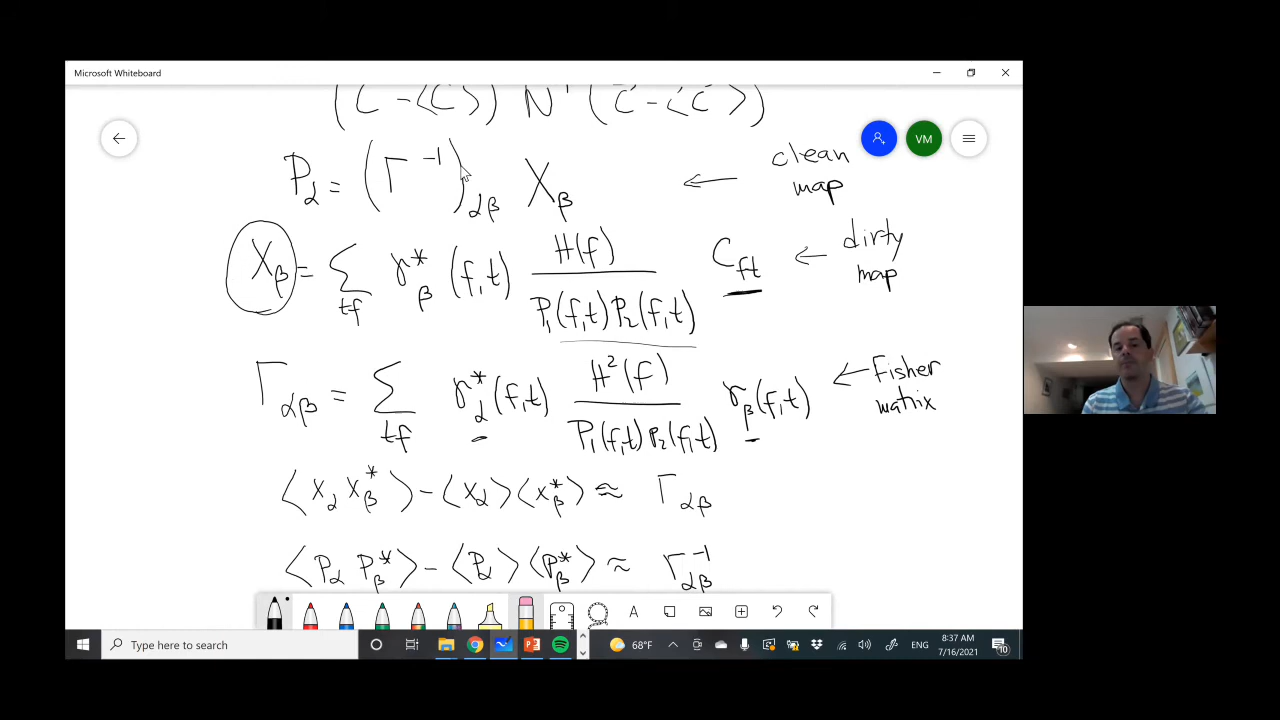 Microsoft Whiteboard
(C - <C>) N⁻¹ (C - <C>)
VM
P_α = (Γ⁻¹)_αβ X_β ← clean map
X_β = Σ_tf γ*_β (f,t) H(f) / P₁(f,t)P₂(f,t) C_ft ← dirty map
Γ_αβ = Σ_tf γ*_α (f,t) H²(f) / P₁(f,t)P₂(f,t) γ_β(f,t) ← Fisher matrix
<X_α X*_β> - <X_α><X*_β> ≈ Γ_αβ
<P_α P*_β> - <P_α><P*_β> ≈ Γ⁻¹_αβ
A
Type here to search
68°F
ENG
8:37 AM
7/16/2021
10